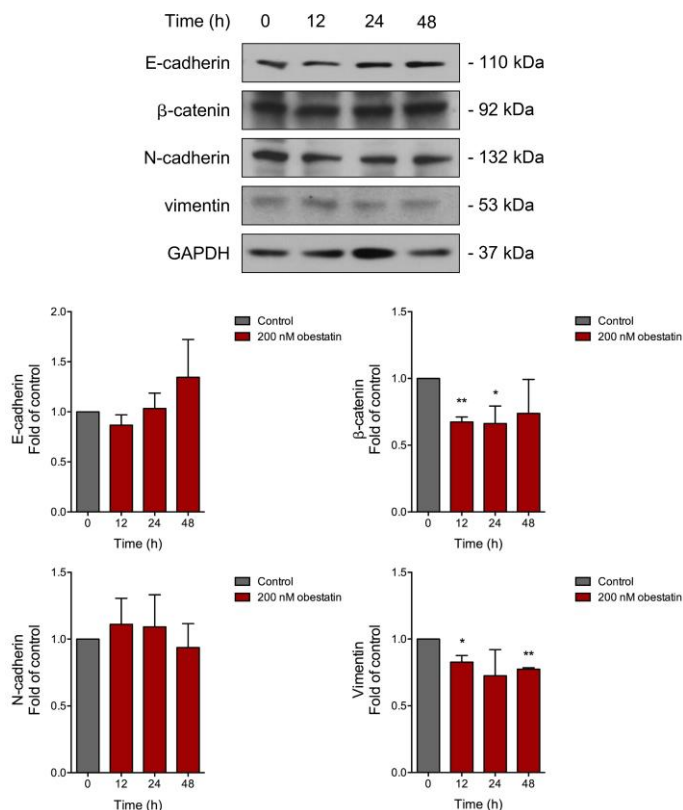 Time (h) 0 12 24 48
E-cadherin - 110 kDa
β-catenin - 92 kDa
N-cadherin - 132 kDa
vimentin - 53 kDa
GAPDH - 37 kDa
E-cadherin
Fold of control
2.0
1.5
1.0
0.5
0.0
0 12 24 48
Time (h)
Control
200 nM obestatin
β-catenin
Fold of control
1.5
1.0
0.5
0.0
** *
0 12 24 48
Time (h)
Control
200 nM obestatin
N-cadherin
Fold of control
1.5
1.0
0.5
0.0
0 12 24 48
Time (h)
Control
200 nM obestatin
Vimentin
Fold of control
1.5
1.0
0.5
0.0
* **
0 12 24 48
Time (h)
Control
200 nM obestatin